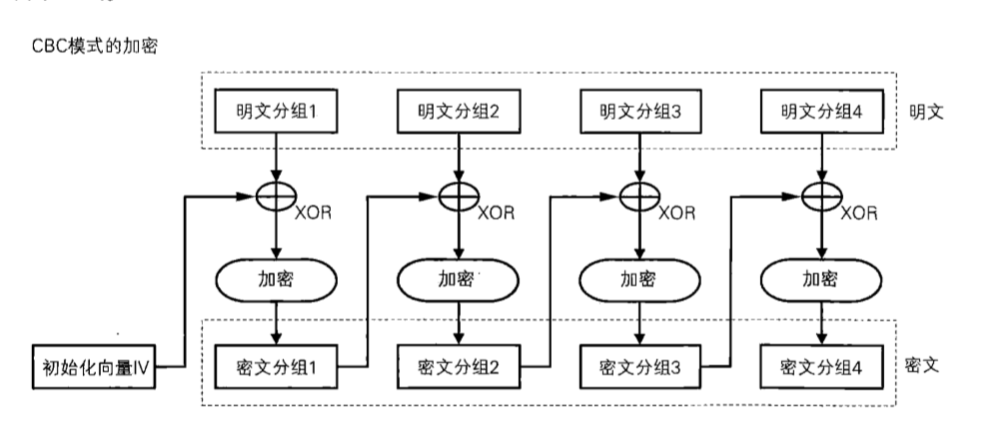 CBC模式的加密
明文分组1 明文分组2 明文分组3 明文分组4 明文
XOR XOR XOR XOR
加密 加密 加密 加密
初始化向量IV 密文分组1 密文分组2 密文分组3 密文分组4 密文